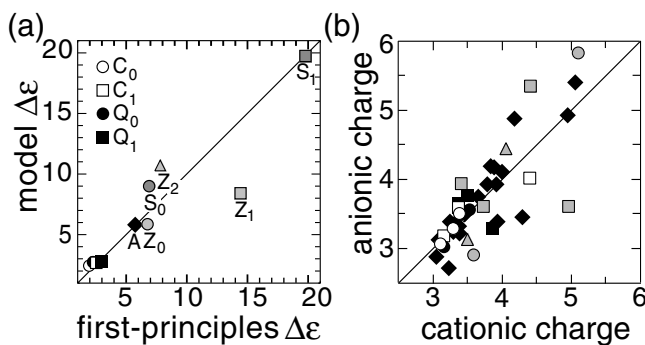 (a)
20
15
10
5
5
10
15
20
model Δε
first-principles Δε
C₀
C₁
Q₀
Q₁
S₁
Z₂
S₀
Z₁
A Z₀
(b)
6
5
4
3
3
4
5
6
anionic charge
cationic charge